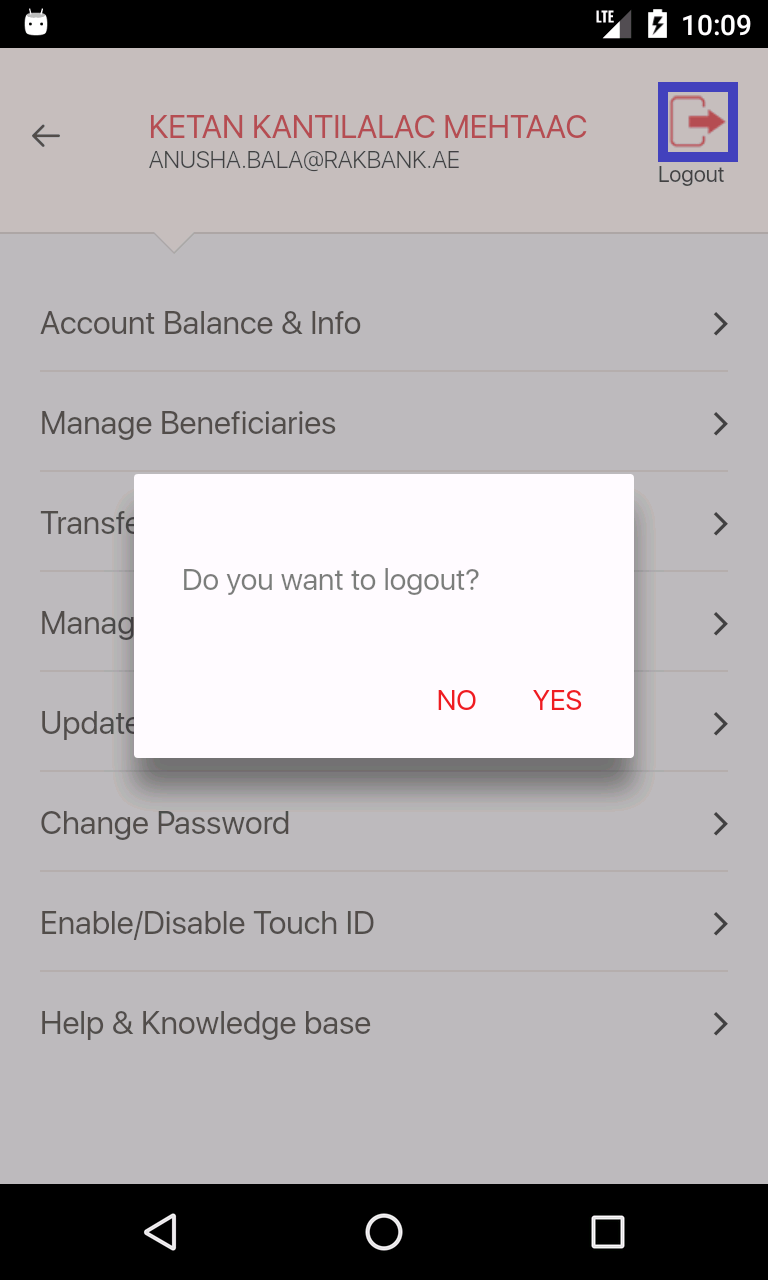 LTE 10:09
KETAN KANTILALAC MEHTAAC
ANUSHA.BALA@RAKBANK.AE
Logout
Account Balance & Info
Manage Beneficiaries
Transfe
Manag
Update
Do you want to logout?
NO YES
Change Password
Enable/Disable Touch ID
Help & Knowledge base